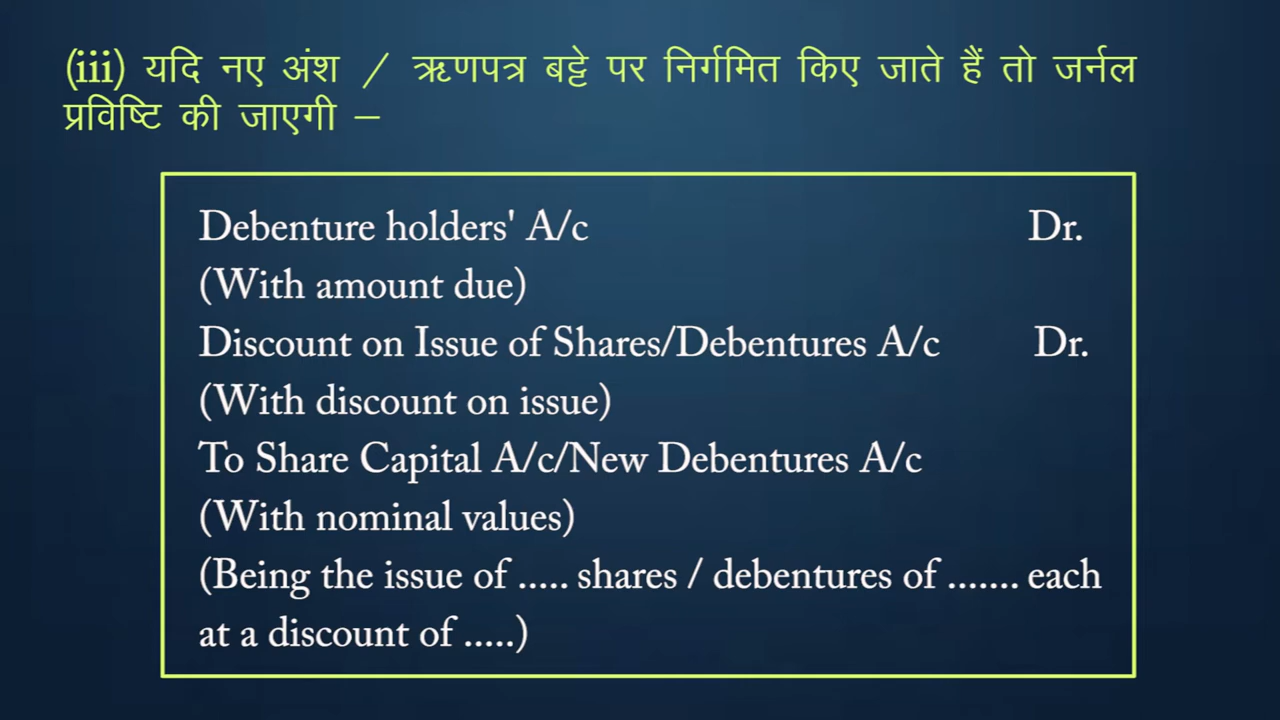 (iii) यदि नए अंश / ऋणपत्र बट्टे पर निर्गमित किए जाते हैं तो जर्नल
प्रविष्टि की जाएगी –
Debenture holders' A/c Dr.
(With amount due)
Discount on Issue of Shares/Debentures A/c Dr.
(With discount on issue)
To Share Capital A/c/New Debentures A/c
(With nominal values)
(Being the issue of ..... shares / debentures of ....... each
at a discount of .....)